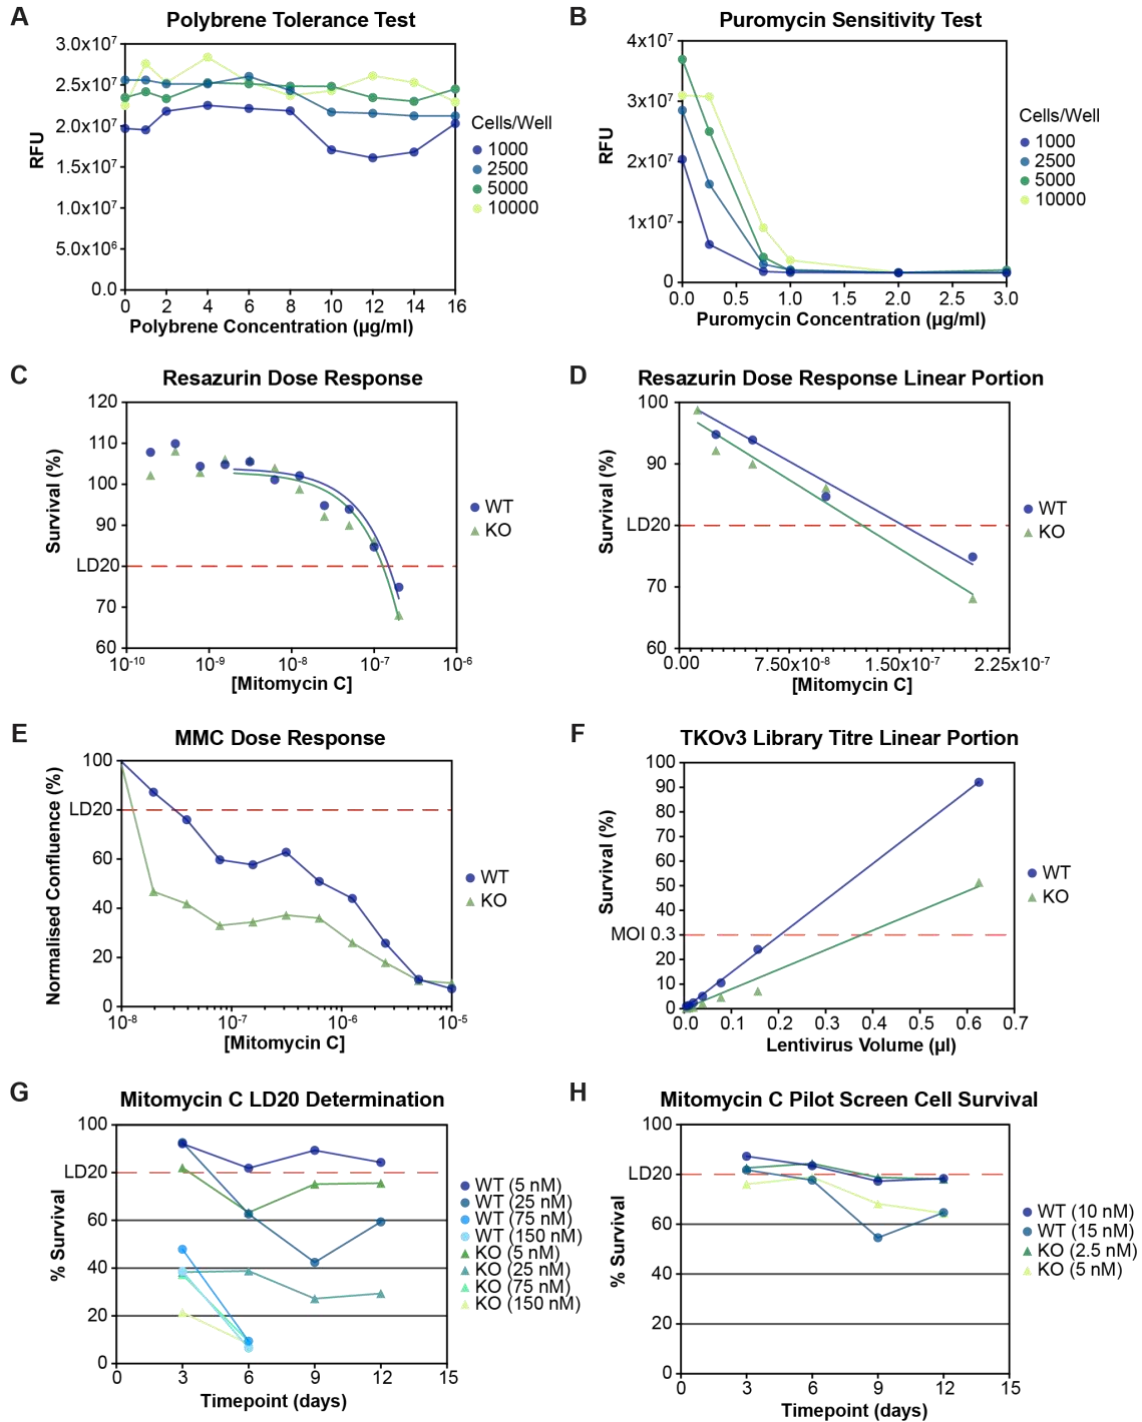 A
Polybrene Tolerance Test
3.0x10⁷
2.5x10⁷
2.0x10⁷
1.5x10⁷
1.0x10⁷
5.0x10⁶
0.0
RFU
0 2 4 6 8 10 12 14 16
Polybrene Concentration (µg/ml)
Cells/Well
1000
2500
5000
10000
B
Puromycin Sensitivity Test
4x10⁷
3x10⁷
2x10⁷
1x10⁷
0
RFU
0.0 0.5 1.0 1.5 2.0 2.5 3.0
Puromycin Concentration (µg/ml)
Cells/Well
1000
2500
5000
10000
C
Resazurin Dose Response
120
110
100
90
LD20
70
60
Survival (%)
10⁻¹⁰ 10⁻⁹ 10⁻⁸ 10⁻⁷ 10⁻⁶
[Mitomycin C]
WT
KO
D
Resazurin Dose Response Linear Portion
100
90
LD20
70
60
Survival (%)
0.00 7.50x10⁻⁸ 1.50x10⁻⁷ 2.25x10⁻⁷
[Mitomycin C]
WT
KO
E
MMC Dose Response
100
LD20
60
40
20
0
Normalised Confluence (%)
10⁻⁸ 10⁻⁷ 10⁻⁶ 10⁻⁵
[Mitomycin C]
WT
KO
F
TKOv3 Library Titre Linear Portion
100
90
80
70
60
50
40
MOI 0.3
20
10
0
Survival (%)
0.0 0.1 0.2 0.3 0.4 0.5 0.6 0.7
Lentivirus Volume (µl)
WT
KO
G
Mitomycin C LD20 Determination
100
LD20
60
40
20
0
% Survival
0 3 6 9 12 15
Timepoint (days)
WT (5 nM)
WT (25 nM)
WT (75 nM)
WT (150 nM)
KO (5 nM)
KO (25 nM)
KO (75 nM)
KO (150 nM)
H
Mitomycin C Pilot Screen Cell Survival
100
LD20
60
40
20
0
% Survival
0 3 6 9 12 15
Timepoint (days)
WT (10 nM)
WT (15 nM)
KO (2.5 nM)
KO (5 nM)